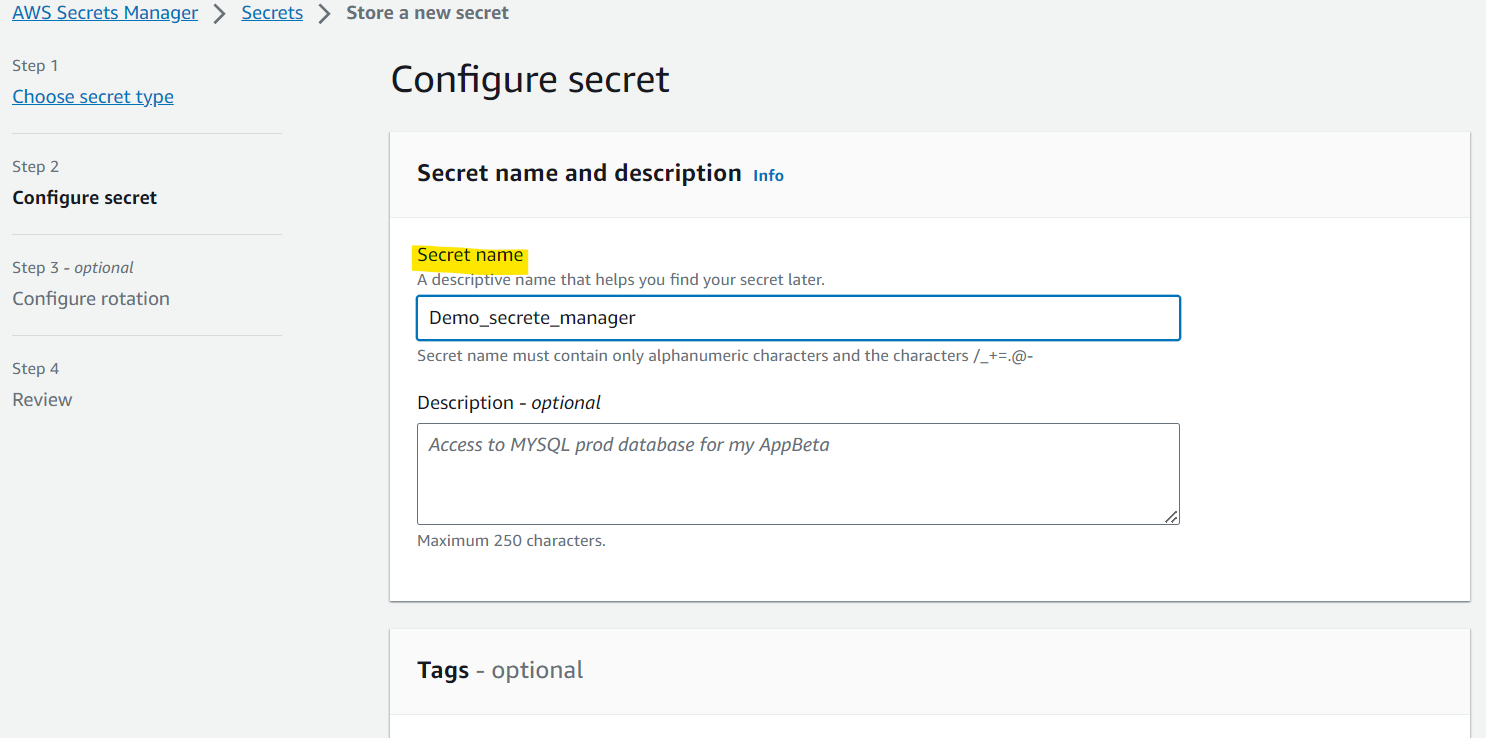 AWS Secrets Manager > Secrets > Store a new secret
Step 1
Choose secret type
Step 2
Configure secret
Step 3 - optional
Configure rotation
Step 4
Review
Configure secret
Secret name and description Info
Secret name
A descriptive name that helps you find your secret later.
Demo_secrete_manager
Secret name must contain only alphanumeric characters and the characters /_+=.@-
Description - optional
Access to MYSQL prod database for my AppBeta
Maximum 250 characters.
Tags - optional